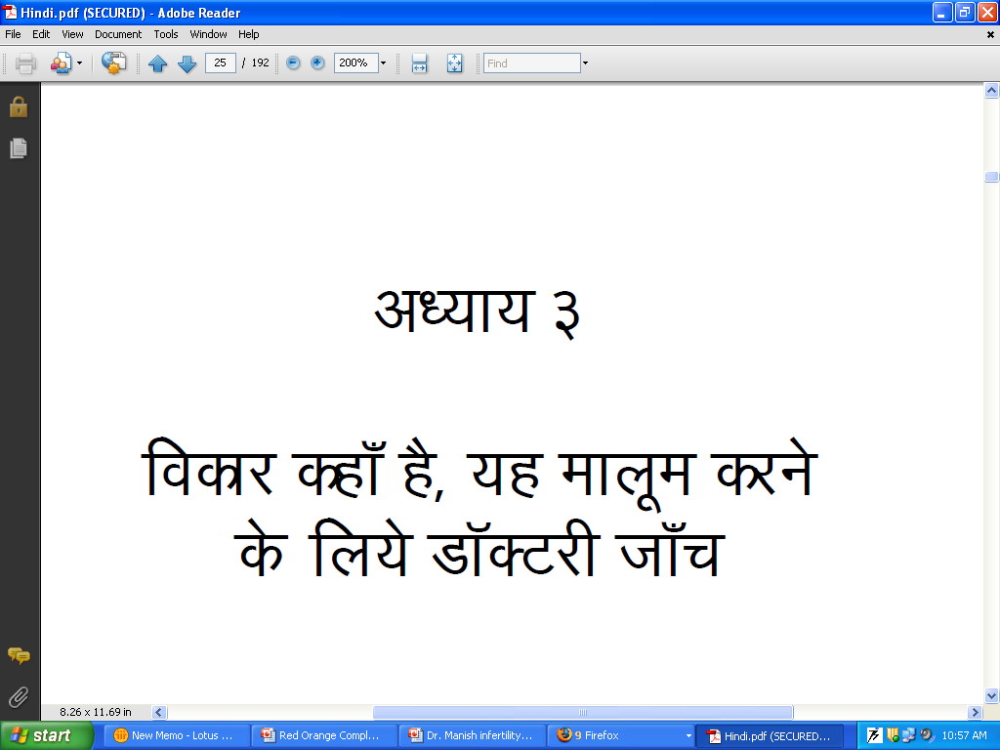 Hindi.pdf (SECURED) - Adobe Reader
File Edit View Document Tools Window Help
25 / 192 200% Find
अध्याय ३
विकार कहाँ है, यह मालूम करने
के लिये डॉक्टरी जाँच
8.26 x 11.69 in
start New Memo - Lotus ... Red Orange Compl... Dr. Manish infertility... 9 Firefox Hindi.pdf (SECURED... 10:57 AM